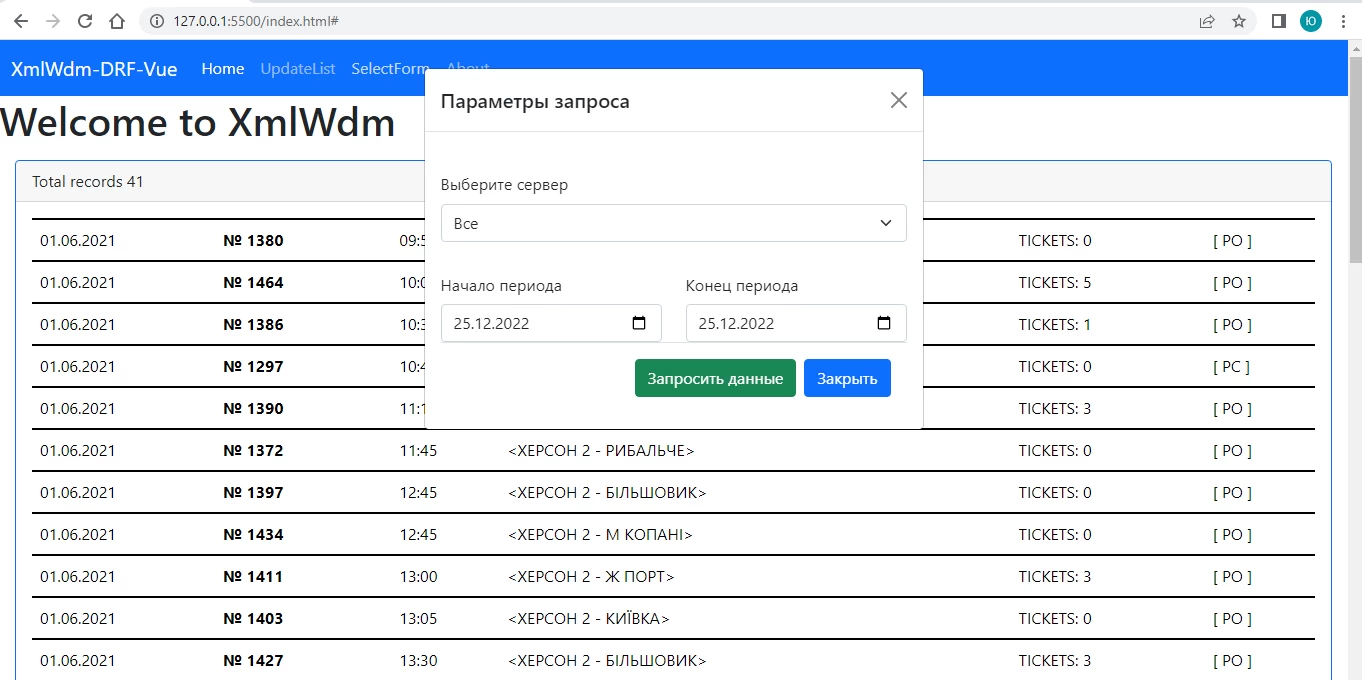 127.0.0.1:5500/index.html#
Ю
XmlWdm-DRF-Vue Home UpdateList SelectForm About
Welcome to XmlWdm
Параметры запроса
Выберите сервер
Все
Начало периода Конец периода
25.12.2022 25.12.2022
Запросить данные Закрыть
Total records 41
01.06.2021 № 1380 09:5 TICKETS: 0 [ PO ]
01.06.2021 № 1464 10:0 TICKETS: 5 [ PO ]
01.06.2021 № 1386 10:3 TICKETS: 1 [ PO ]
01.06.2021 № 1297 10:4 TICKETS: 0 [ PC ]
01.06.2021 № 1390 11:1 TICKETS: 3 [ PO ]
01.06.2021 № 1372 11:45 <ХЕРСОН 2 - РИБАЛЬЧЕ> TICKETS: 0 [ PO ]
01.06.2021 № 1397 12:45 <ХЕРСОН 2 - БІЛЬШОВИК> TICKETS: 0 [ PO ]
01.06.2021 № 1434 12:45 <ХЕРСОН 2 - М КОПАНІ> TICKETS: 0 [ PO ]
01.06.2021 № 1411 13:00 <ХЕРСОН 2 - Ж ПОРТ> TICKETS: 3 [ PO ]
01.06.2021 № 1403 13:05 <ХЕРСОН 2 - КИЇВКА> TICKETS: 0 [ PO ]
01.06.2021 № 1427 13:30 <ХЕРСОН 2 - БІЛЬШОВИК> TICKETS: 3 [ PO ]